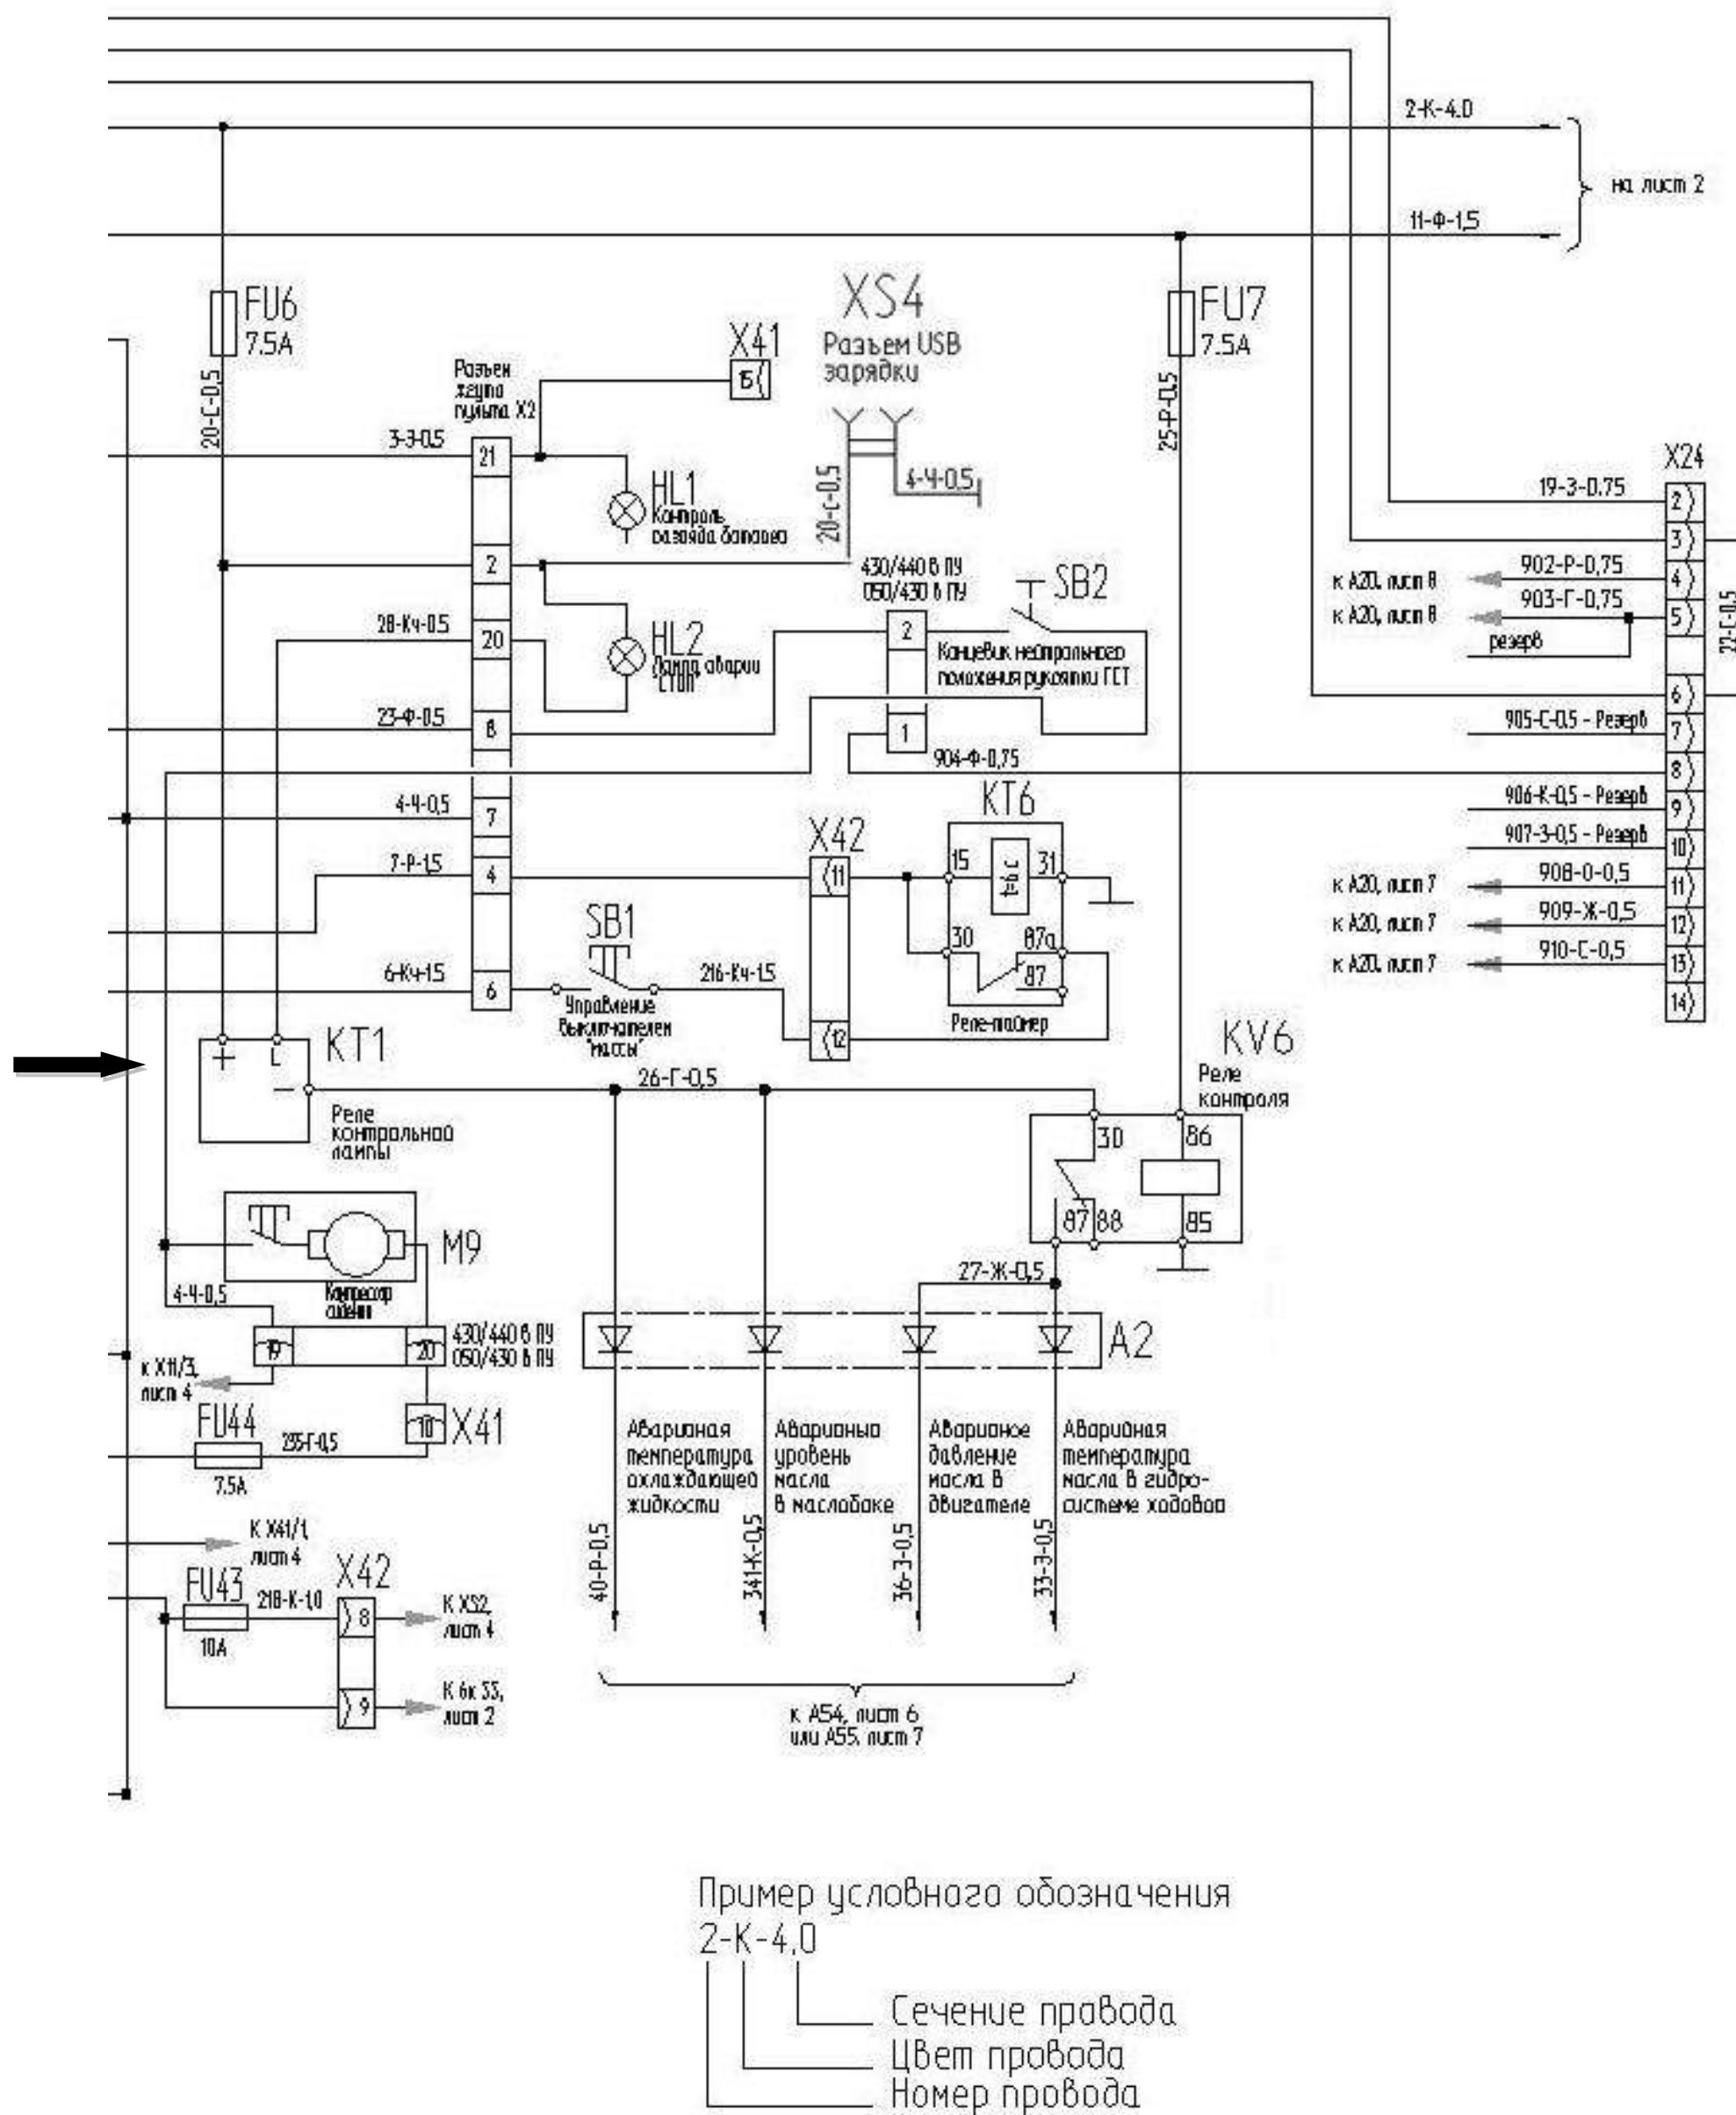 2-К-4.0
на лист 2
11-Ф-1,5
FU6
7.5А
20-С-0,5
Разъем
жгута
пульта Х2
X41
15
XS4
Разъем USB
зарядки
FU7
7.5А
25-Р-0.5
3-З-0.5
21
HL1
Контроль
разряда батареи
20-с-0,5
4-Ч-0,5
2
28-Кч-0.5
20
HL2
Лампа аварии
"СТОП"
430/440 в ПУ
050/430 в ПУ
2
SB2
Концевик нейтрального
положения рукоятки ГСТ
1
904-Ф-0,75
23-Ф-0.5
8
4-Ч-0,5
7
7-Р-1,5
4
6-Кч-1.5
6
SB1
Управление
выключателем
"массы"
216-Кч-1.5
X42
11
12
KT6
15
31
t=6с
30
87а
87
Реле-таймер
X24
19-З-0.75
2
3
к А20, лист 8
902-Р-0,75
4
к А20, лист 8
903-Г-0,75
5
резерв
22-С-0,5
6
905-С-0.5 - Резерв
7
8
906-К-0,5 - Резерв
9
907-З-0,5 - Резерв
10
к А20, лист 7
908-О-0,5
11
к А20, лист 7
909-Ж-0,5
12
к А20, лист 7
910-С-0,5
13
14
+
L
−
KT1
Реле
контрольной
лампы
26-Г-0,5
KV6
Реле
контроля
30
86
87
88
85
M9
Компрессор
сидения
4-Ч-0,5
19
20
430/440 в ПУ
050/430 в ПУ
к Х11/3,
лист 4
FU44
7.5А
235-Г-0,5
10
X41
К Х41/1,
лист 4
FU43
10А
218-К-1,0
X42
8
К XS2,
лист 4
9
К бк 33,
лист 2
27-Ж-0,5
A2
Аварийная
температура
охлаждающей
жидкости
Аварийный
уровень
масла
в маслобаке
Аварийное
давление
масла в
двигателе
Аварийная
температура
масла в гидро-
системе ходовой
40-Р-0.5
341-К-0,5
36-З-0,5
33-З-0,5
к А54, лист 6
или А55, лист 7
Пример условного обозначения
2-К-4,0
Сечение провода
Цвет провода
Номер провода